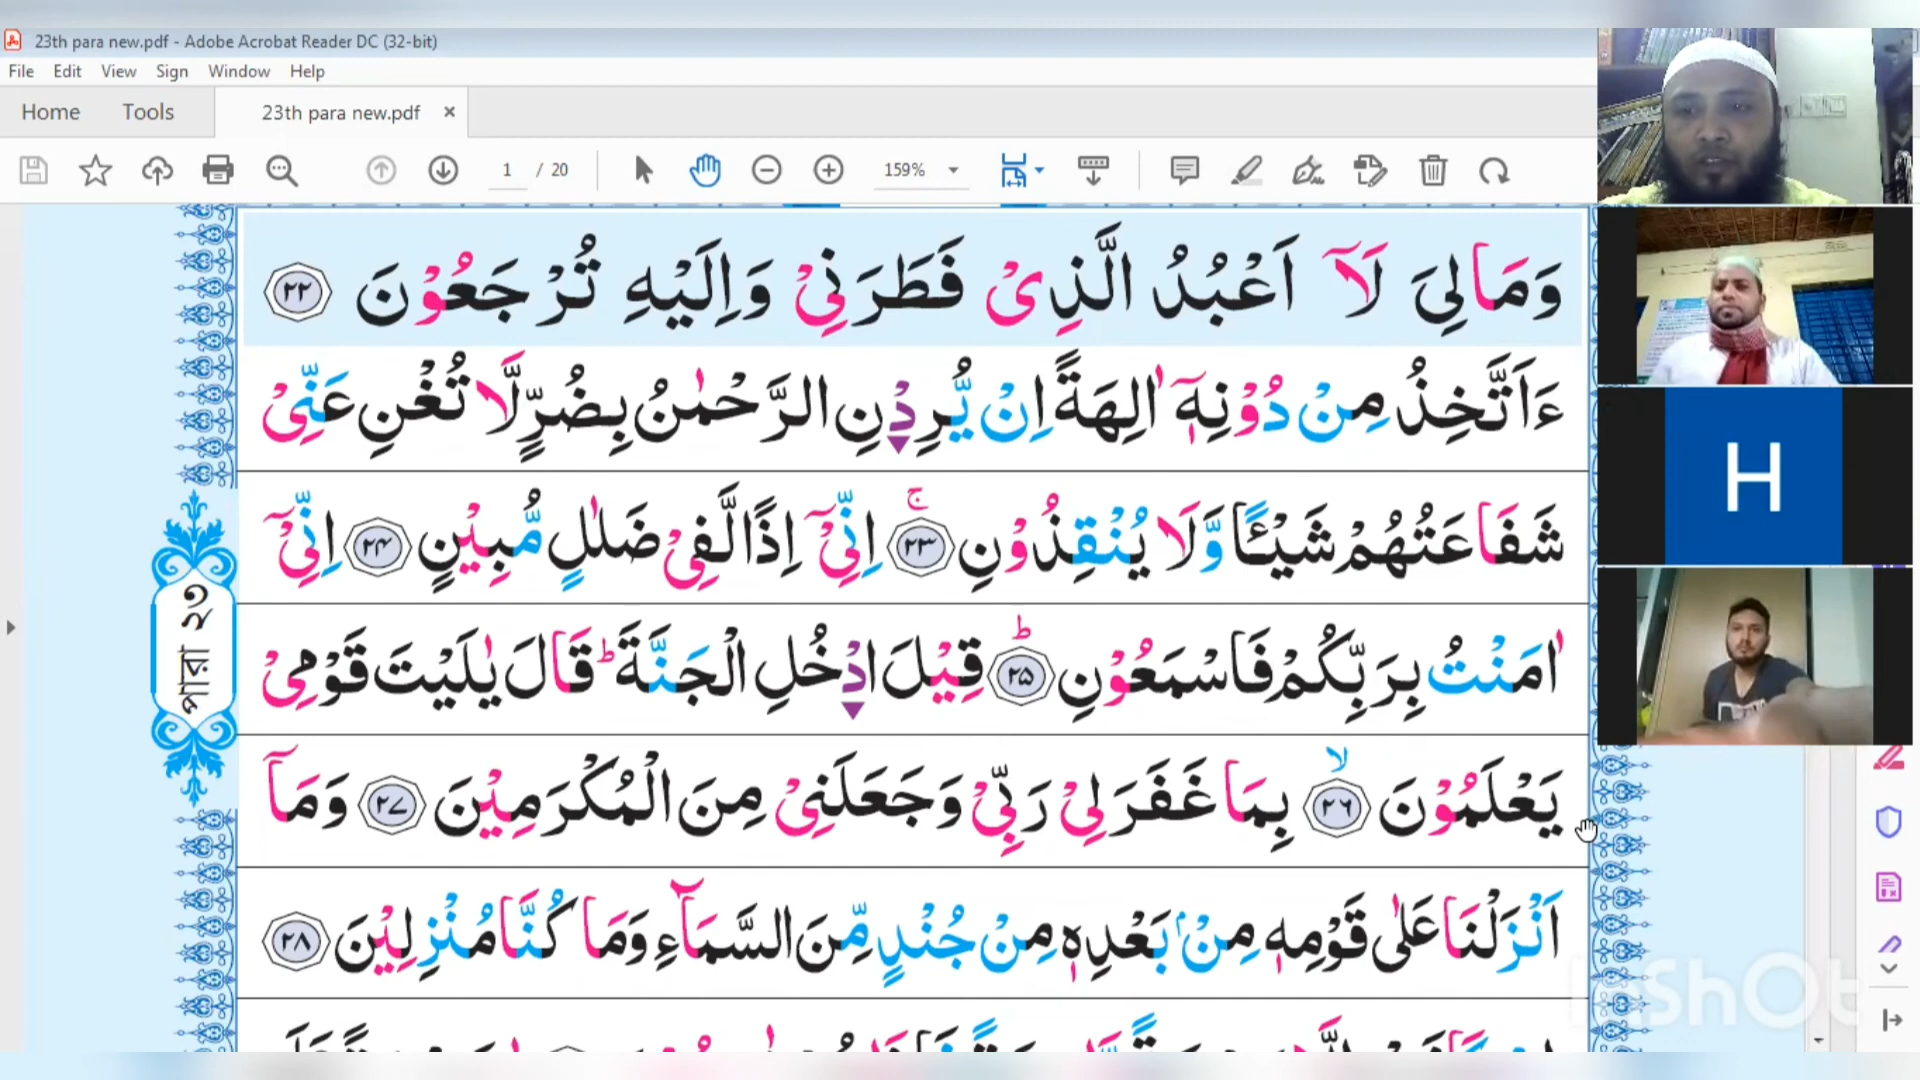 23th para new.pdf - Adobe Acrobat Reader DC (32-bit)
File Edit View Sign Window Help
Home Tools 23th para new.pdf ×
1 / 20 159%
وَمَا لِىَ لَاۤ اَعْبُدُ الَّذِىْ فَطَرَنِىْ وَاِلَيْهِ تُرْجَعُوْنَ ٢٢
ءَاَتَّخِذُ مِنْ دُوْنِهٖۤ اٰلِهَةً اِنْ يُّرِدْنِ الرَّحْمٰنُ بِضُرٍّ لَّا تُغْنِ عَنِّىْ
شَفَاعَتُهُمْ شَيْـًٔا وَّلَا يُنْقِذُوْنِ ۚ ٢٣ اِنِّىْۤ اِذًا لَّفِىْ ضَلٰلٍ مُّبِيْنٍ ٢٤ اِنِّىْۤ
اٰمَنْتُ بِرَبِّكُمْ فَاسْمَعُوْنِ ؕ ٢٥ قِيْلَ ادْخُلِ الْجَنَّةَ ؕ قَالَ يٰلَيْتَ قَوْمِىْ
يَعْلَمُوْنَ ۙ ٢٦ بِمَا غَفَرَلِىْ رَبِّىْ وَجَعَلَنِىْ مِنَ الْمُكْرَمِيْنَ ٢٧ وَمَاۤ
اَنْزَلْنَا عَلٰى قَوْمِهٖ مِنْۢ بَعْدِهٖ مِنْ جُنْدٍ مِّنَ السَّمَآءِ وَمَا كُنَّا مُنْزِلِيْنَ ٢٨
পারা ২৩
H
InShOt